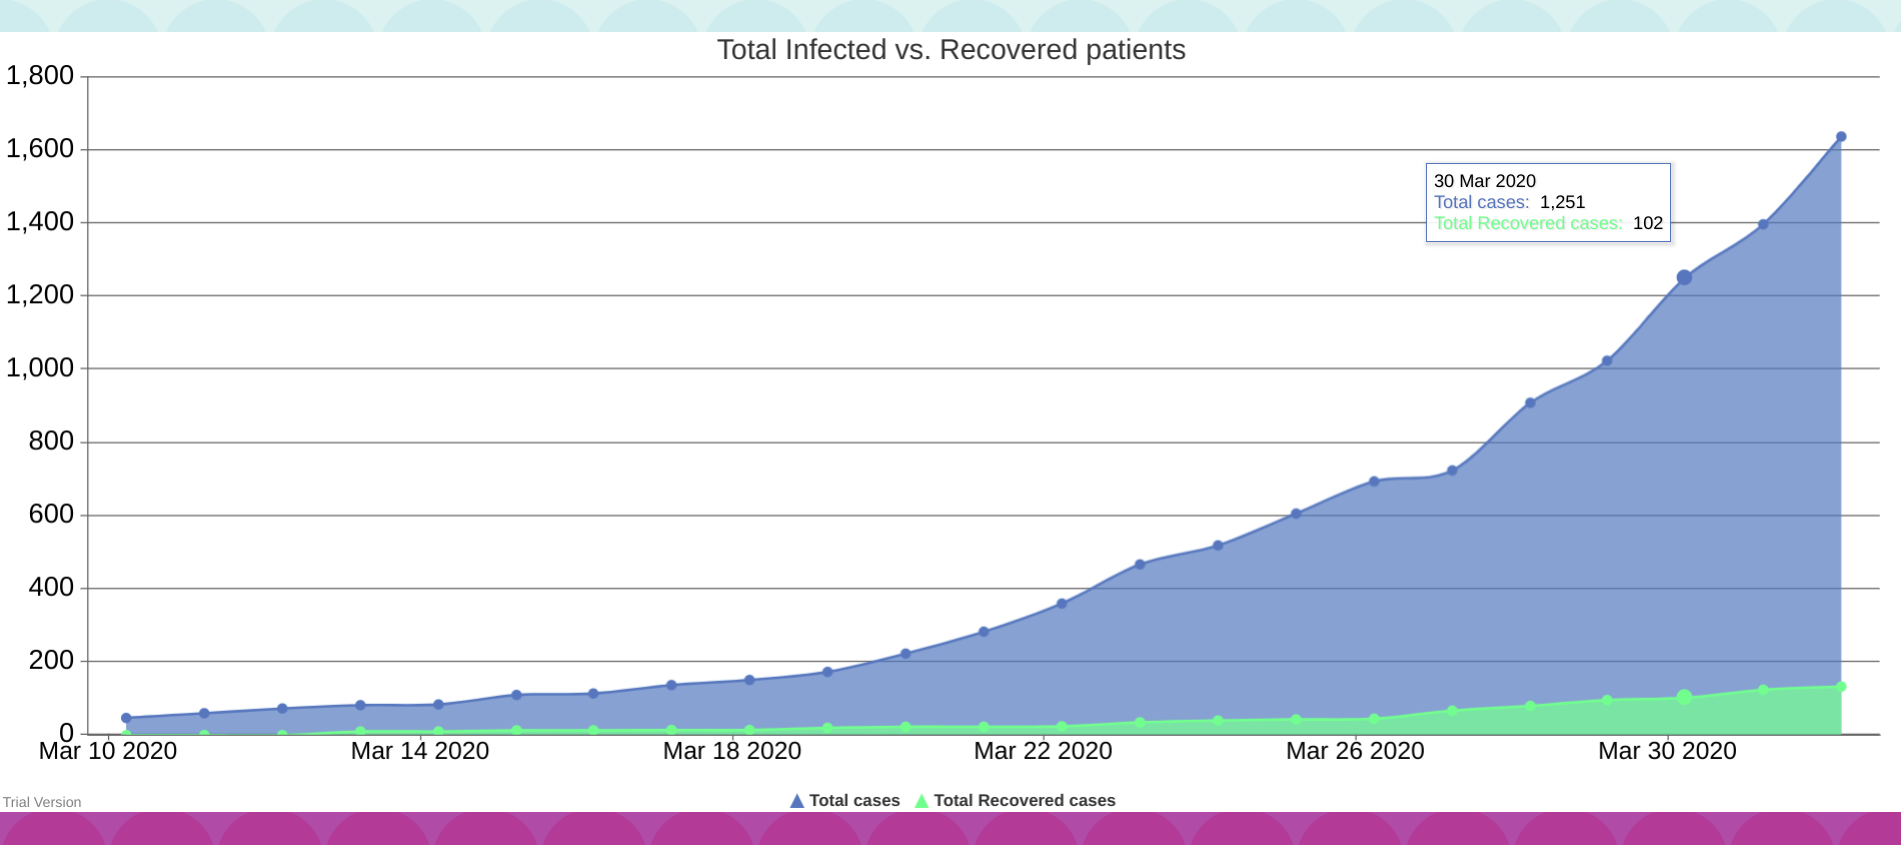 Total Infected vs. Recovered patients
1,800
1,600
1,400
1,200
1,000
800
600
400
200
0
30 Mar 2020
Total cases: 1,251
Total Recovered cases: 102
Mar 10 2020 Mar 14 2020 Mar 18 2020 Mar 22 2020 Mar 26 2020 Mar 30 2020
Total cases Total Recovered cases
Trial Version